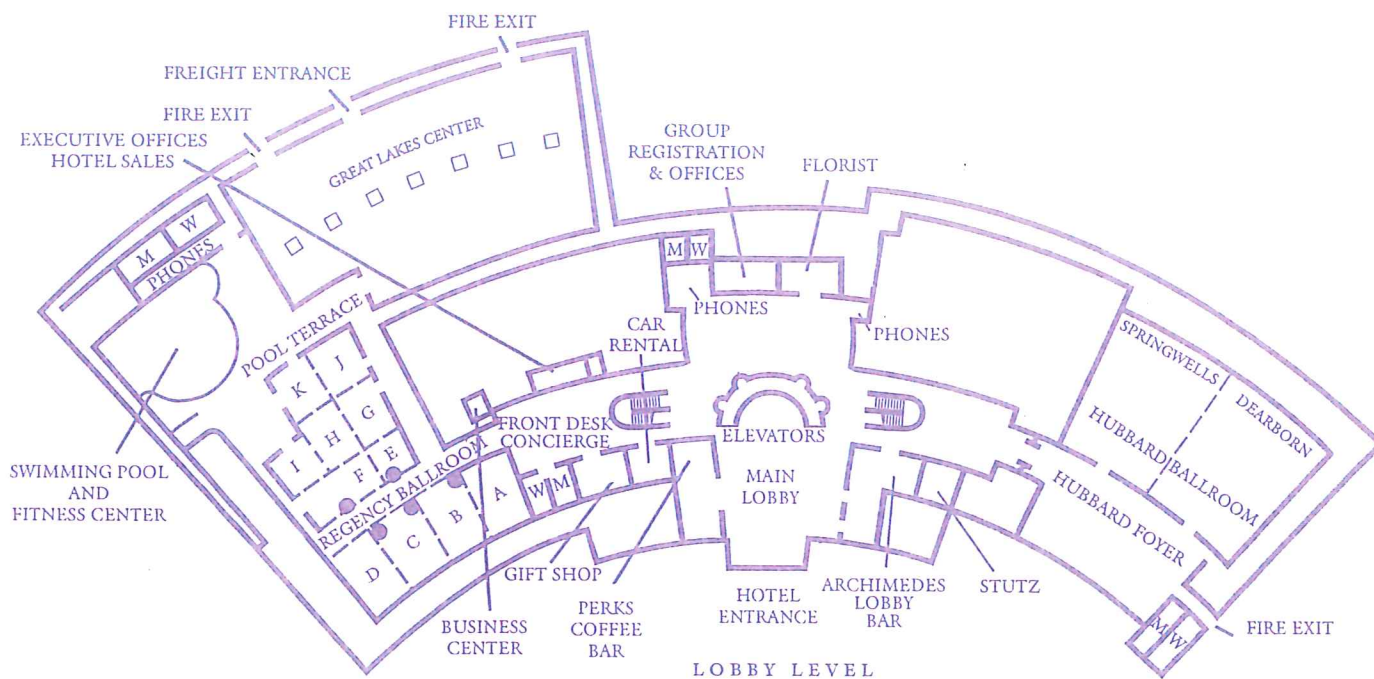 FIRE EXIT
FREIGHT ENTRANCE
FIRE EXIT
EXECUTIVE OFFICES
HOTEL SALES
GREAT LAKES CENTER
GROUP
REGISTRATION
& OFFICES
FLORIST
M
W
PHONES
M
W
PHONES
PHONES
CAR
RENTAL
POOL TERRACE
K
J
H
G
I
F
E
SWIMMING POOL
AND
FITNESS CENTER
REGENCY BALLROOM
A
B
C
D
FRONT DESK
CONCIERGE
W
M
ELEVATORS
MAIN
LOBBY
SPRINGWELLS
DEARBORN
HUBBARD BALLROOM
HUBBARD FOYER
GIFT SHOP
BUSINESS
CENTER
PERKS
COFFEE
BAR
HOTEL
ENTRANCE
ARCHIMEDES
LOBBY
BAR
STUTZ
M
W
FIRE EXIT
LOBBY LEVEL